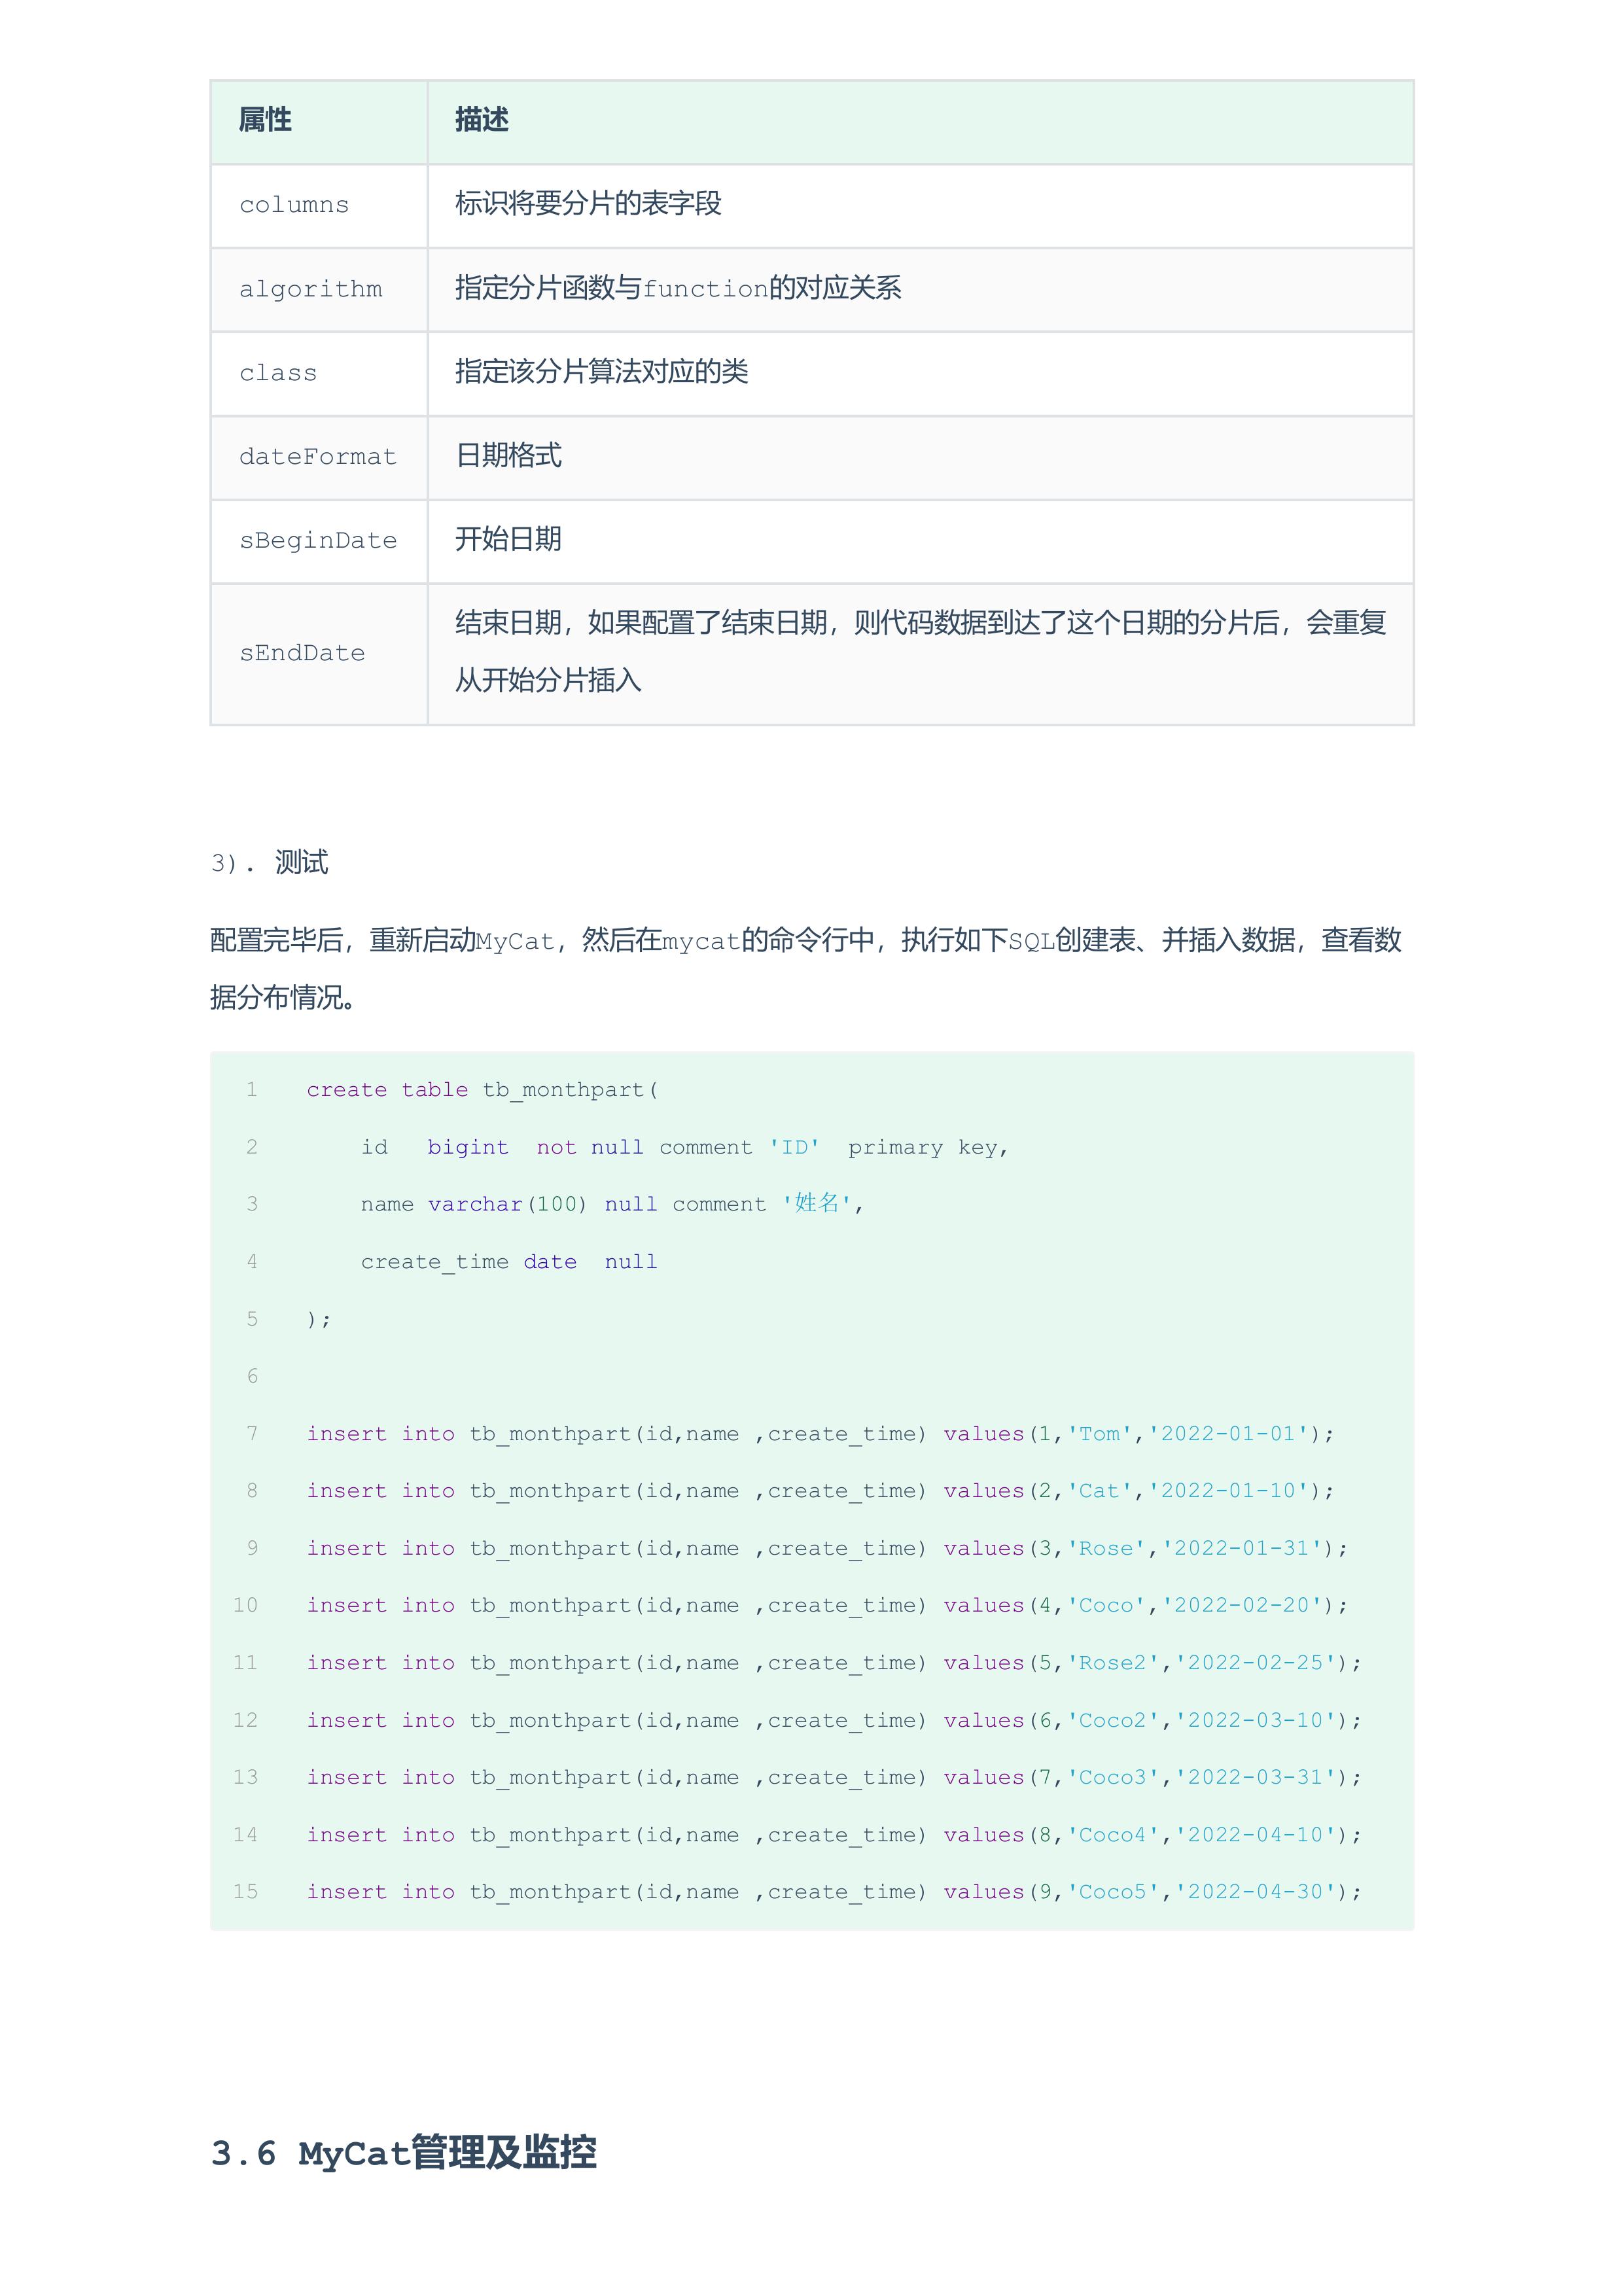 属性 描述
columns 标识将要分片的表字段
algorithm 指定分片函数与function的对应关系
class 指定该分片算法对应的类
dateFormat 日期格式
sBeginDate 开始日期
sEndDate 结束日期，如果配置了结束日期，则代码数据到达了这个日期的分片后，会重复
从开始分片插入
3). 测试
配置完毕后，重新启动MyCat，然后在mycat的命令行中，执行如下SQL创建表、并插入数据，查看数
据分布情况。
1 create table tb_monthpart(
2     id   bigint  not null comment 'ID'  primary key,
3     name varchar(100) null comment '姓名',
4     create_time date  null
5 );
6
7 insert into tb_monthpart(id,name ,create_time) values(1,'Tom','2022-01-01');
8 insert into tb_monthpart(id,name ,create_time) values(2,'Cat','2022-01-10');
9 insert into tb_monthpart(id,name ,create_time) values(3,'Rose','2022-01-31');
10 insert into tb_monthpart(id,name ,create_time) values(4,'Coco','2022-02-20');
11 insert into tb_monthpart(id,name ,create_time) values(5,'Rose2','2022-02-25');
12 insert into tb_monthpart(id,name ,create_time) values(6,'Coco2','2022-03-10');
13 insert into tb_monthpart(id,name ,create_time) values(7,'Coco3','2022-03-31');
14 insert into tb_monthpart(id,name ,create_time) values(8,'Coco4','2022-04-10');
15 insert into tb_monthpart(id,name ,create_time) values(9,'Coco5','2022-04-30');
3.6 MyCat管理及监控